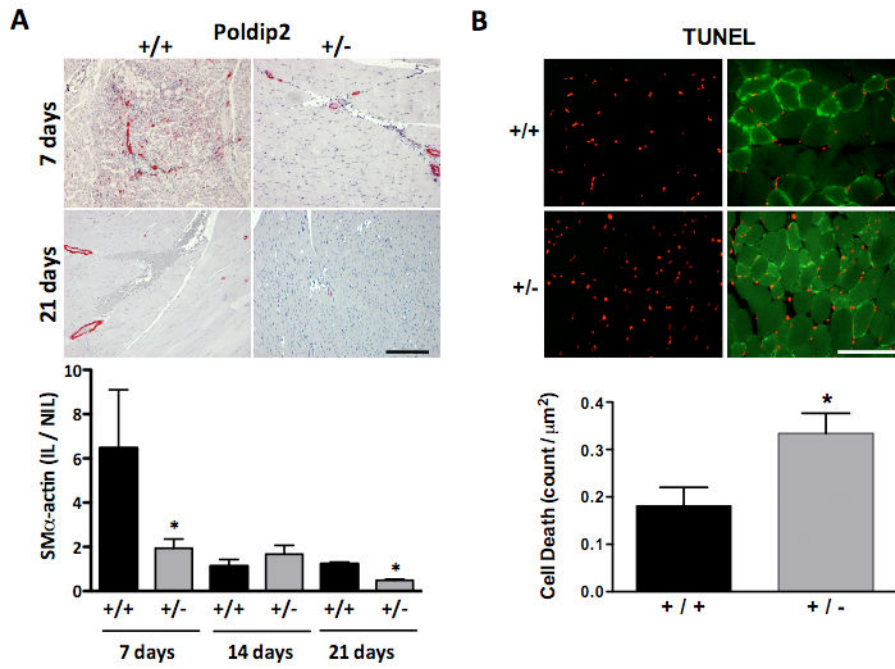 A
Poldip2
+/+ +/-
7 days
21 days
SMα-actin (IL / NIL)
10
8
6
4
2
0
*
*
+/+ +/- +/+ +/- +/+ +/-
7 days 14 days 21 days
B
TUNEL
+/+
+/-
Cell Death (count / μm²)
0.4
0.3
0.2
0.1
0.0
*
+ / + + / -